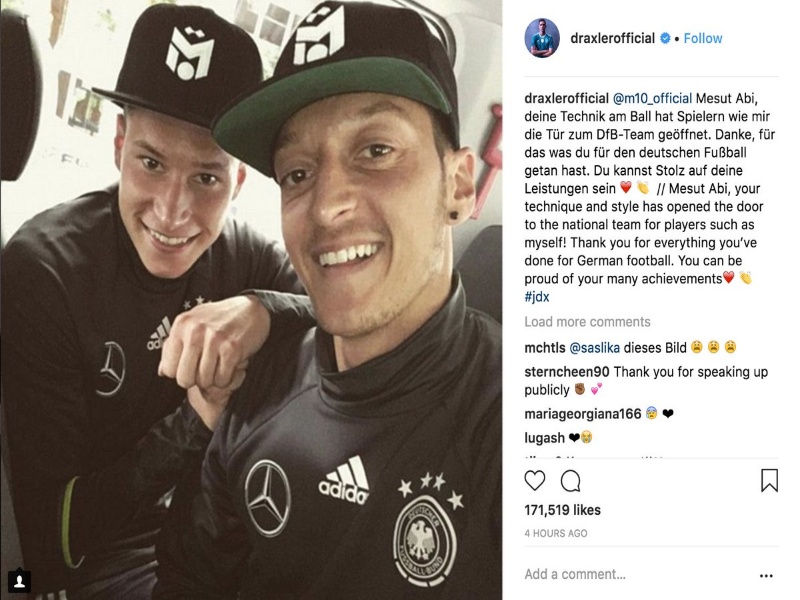 draxlerofficial • Follow
draxlerofficial @m10_official Mesut Abi,
deine Technik am Ball hat Spielern wie mir
die Tür zum DfB-Team geöffnet. Danke, für
das was du für den deutschen Fußball
getan hast. Du kannst Stolz auf deine
Leistungen sein ❤️ 👏 // Mesut Abi, your
technique and style has opened the door
to the national team for players such as
myself! Thank you for everything you’ve
done for German football. You can be
proud of your many achievements❤️ 👏
#jdx
Load more comments
mchtls @saslika dieses Bild 😩 😩 😩
sterncheen90 Thank you for speaking up
publicly ✊🏾 💕
mariageorgiana166 😰 ❤
lugash ❤😭
171,519 likes
4 HOURS AGO
Add a comment...
adidas
adidas
DEUTSCHER
FUSSBALL-BUND